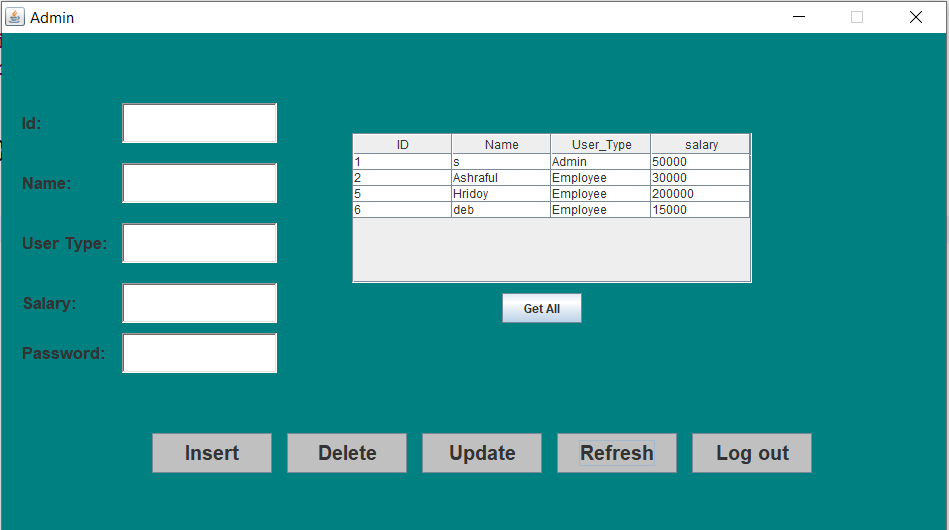 Admin
Id:
Name:
User Type:
Salary:
Password:
ID Name User_Type salary
1 s Admin 50000
2 Ashraful Employee 30000
5 Hridoy Employee 200000
6 deb Employee 15000
Get All
Insert Delete Update Refresh Log out